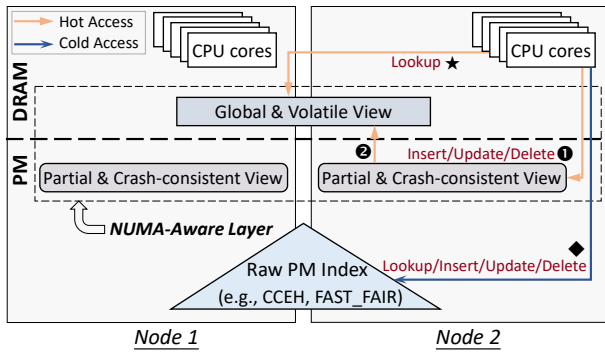 Hot Access
Cold Access
CPU cores
CPU cores
Lookup ★
DRAM
Global & Volatile View
PM
❷
Insert/Update/Delete ❶
Partial & Crash-consistent View
Partial & Crash-consistent View
NUMA-Aware Layer
◆
Raw PM Index
Lookup/Insert/Update/Delete
(e.g., CCEH, FAST_FAIR)
Node 1
Node 2